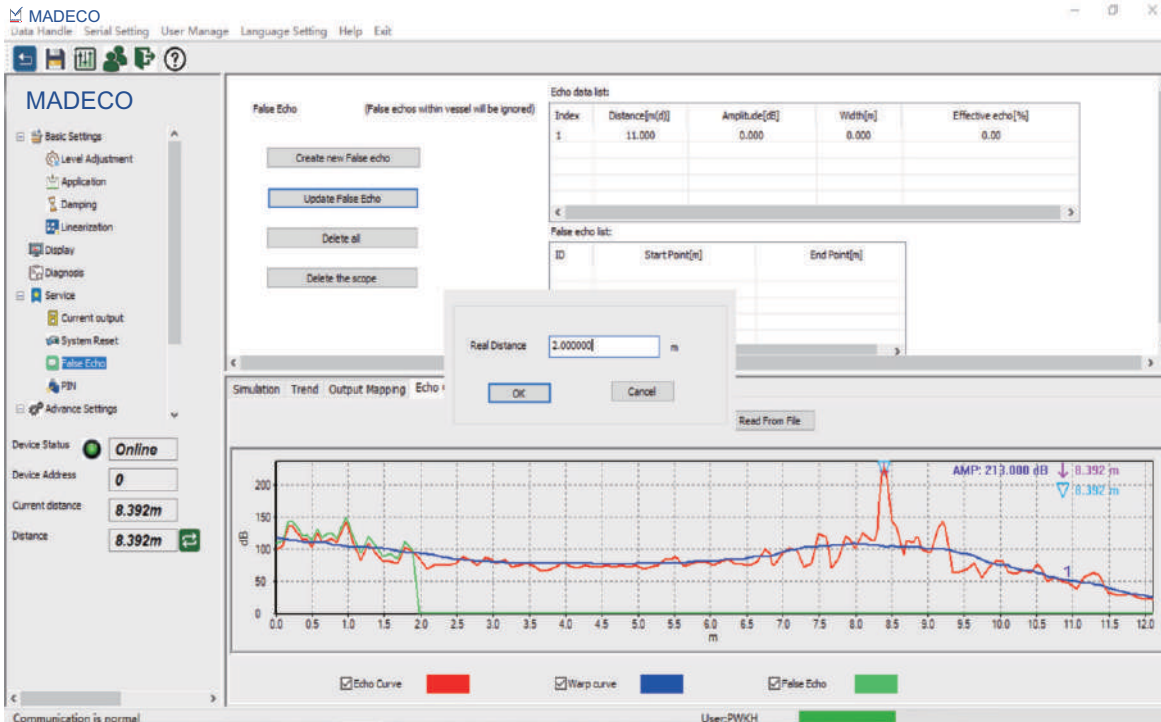 MADECO
Data Handle Serial Setting User Manage Language Setting Help Exit
MADECO
Basic Settings
Level Adjustment
Application
Damping
Linearization
Display
Diagnosis
Service
Current output
System Reset
False Echo
PIN
Advance Settings
Device Status Online
Device Address 0
Current distance 8.392m
Distance 8.392m
False Echo (False echos within vessel will be ignored)
Create new False echo
Update False Echo
Delete all
Delete the scope
Echo data list:
Index Distance[m(d)] Amplitude[dB] Width[m] Effective echo[%]
1 11.000 0.000 0.000 0.00
False echo list:
ID Start Point[m] End Point[m]
Real Distance 2.000000 m
OK Cancel
Simulation Trend Output Mapping Echo
Read From File
AMP: 213.000 dB 8.392 m
8.392 m
dB
200
150
100
50
0
1
0.0 0.5 1.0 1.5 2.0 2.5 3.0 3.5 4.0 4.5 5.0 5.5 6.0 6.5 7.0 7.5 8.0 8.5 9.0 9.5 10.0 10.5 11.0 11.5 12.0
m
Echo Curve Warp curve False Echo
Communication is normal User:PWKH